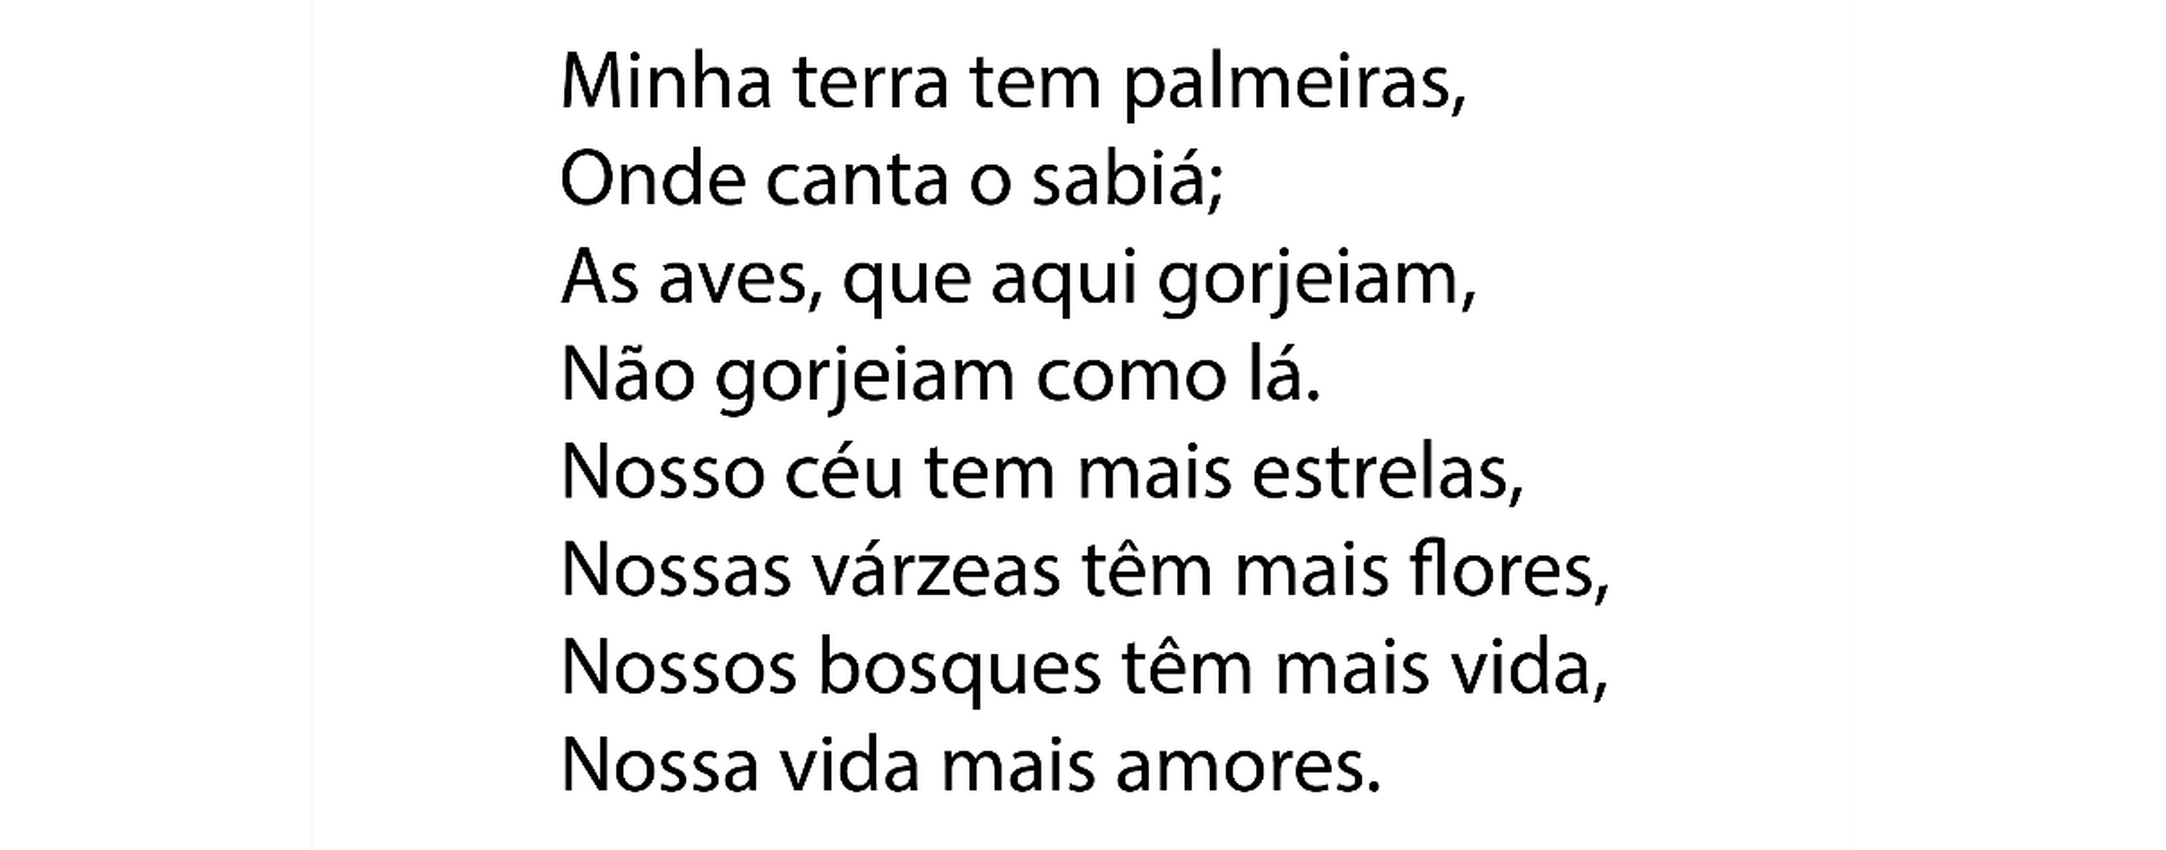 Minha terra tem palmeiras,
Onde canta o sabiá;
As aves, que aqui gorjeiam,
Não gorjeiam como lá.
Nosso céu tem mais estrelas,
Nossas várzeas têm mais flores,
Nossos bosques têm mais vida,
Nossa vida mais amores.